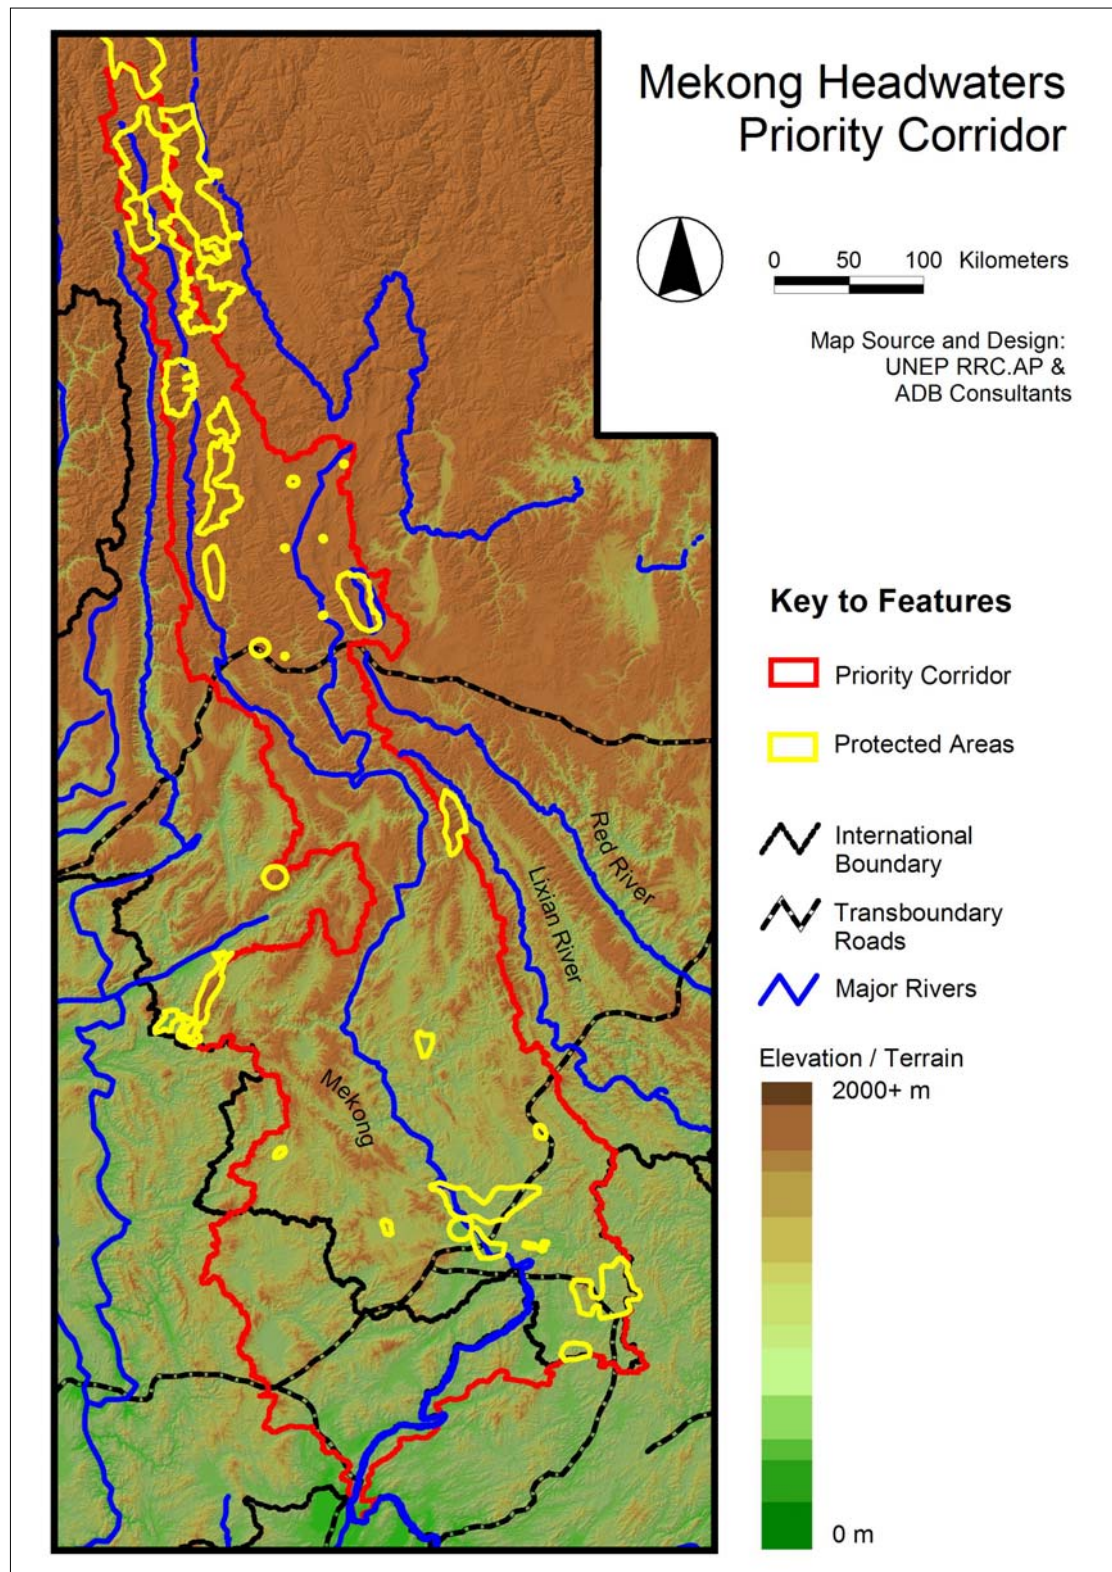 Mekong Headwaters
Priority Corridor
0 50 100 Kilometers
Map Source and Design:
UNEP RRC.AP &
ADB Consultants
Key to Features
Priority Corridor
Protected Areas
International
Boundary
Transboundary
Roads
Major Rivers
Elevation / Terrain
2000+ m
0 m
Red River
Lixian River
Mekong